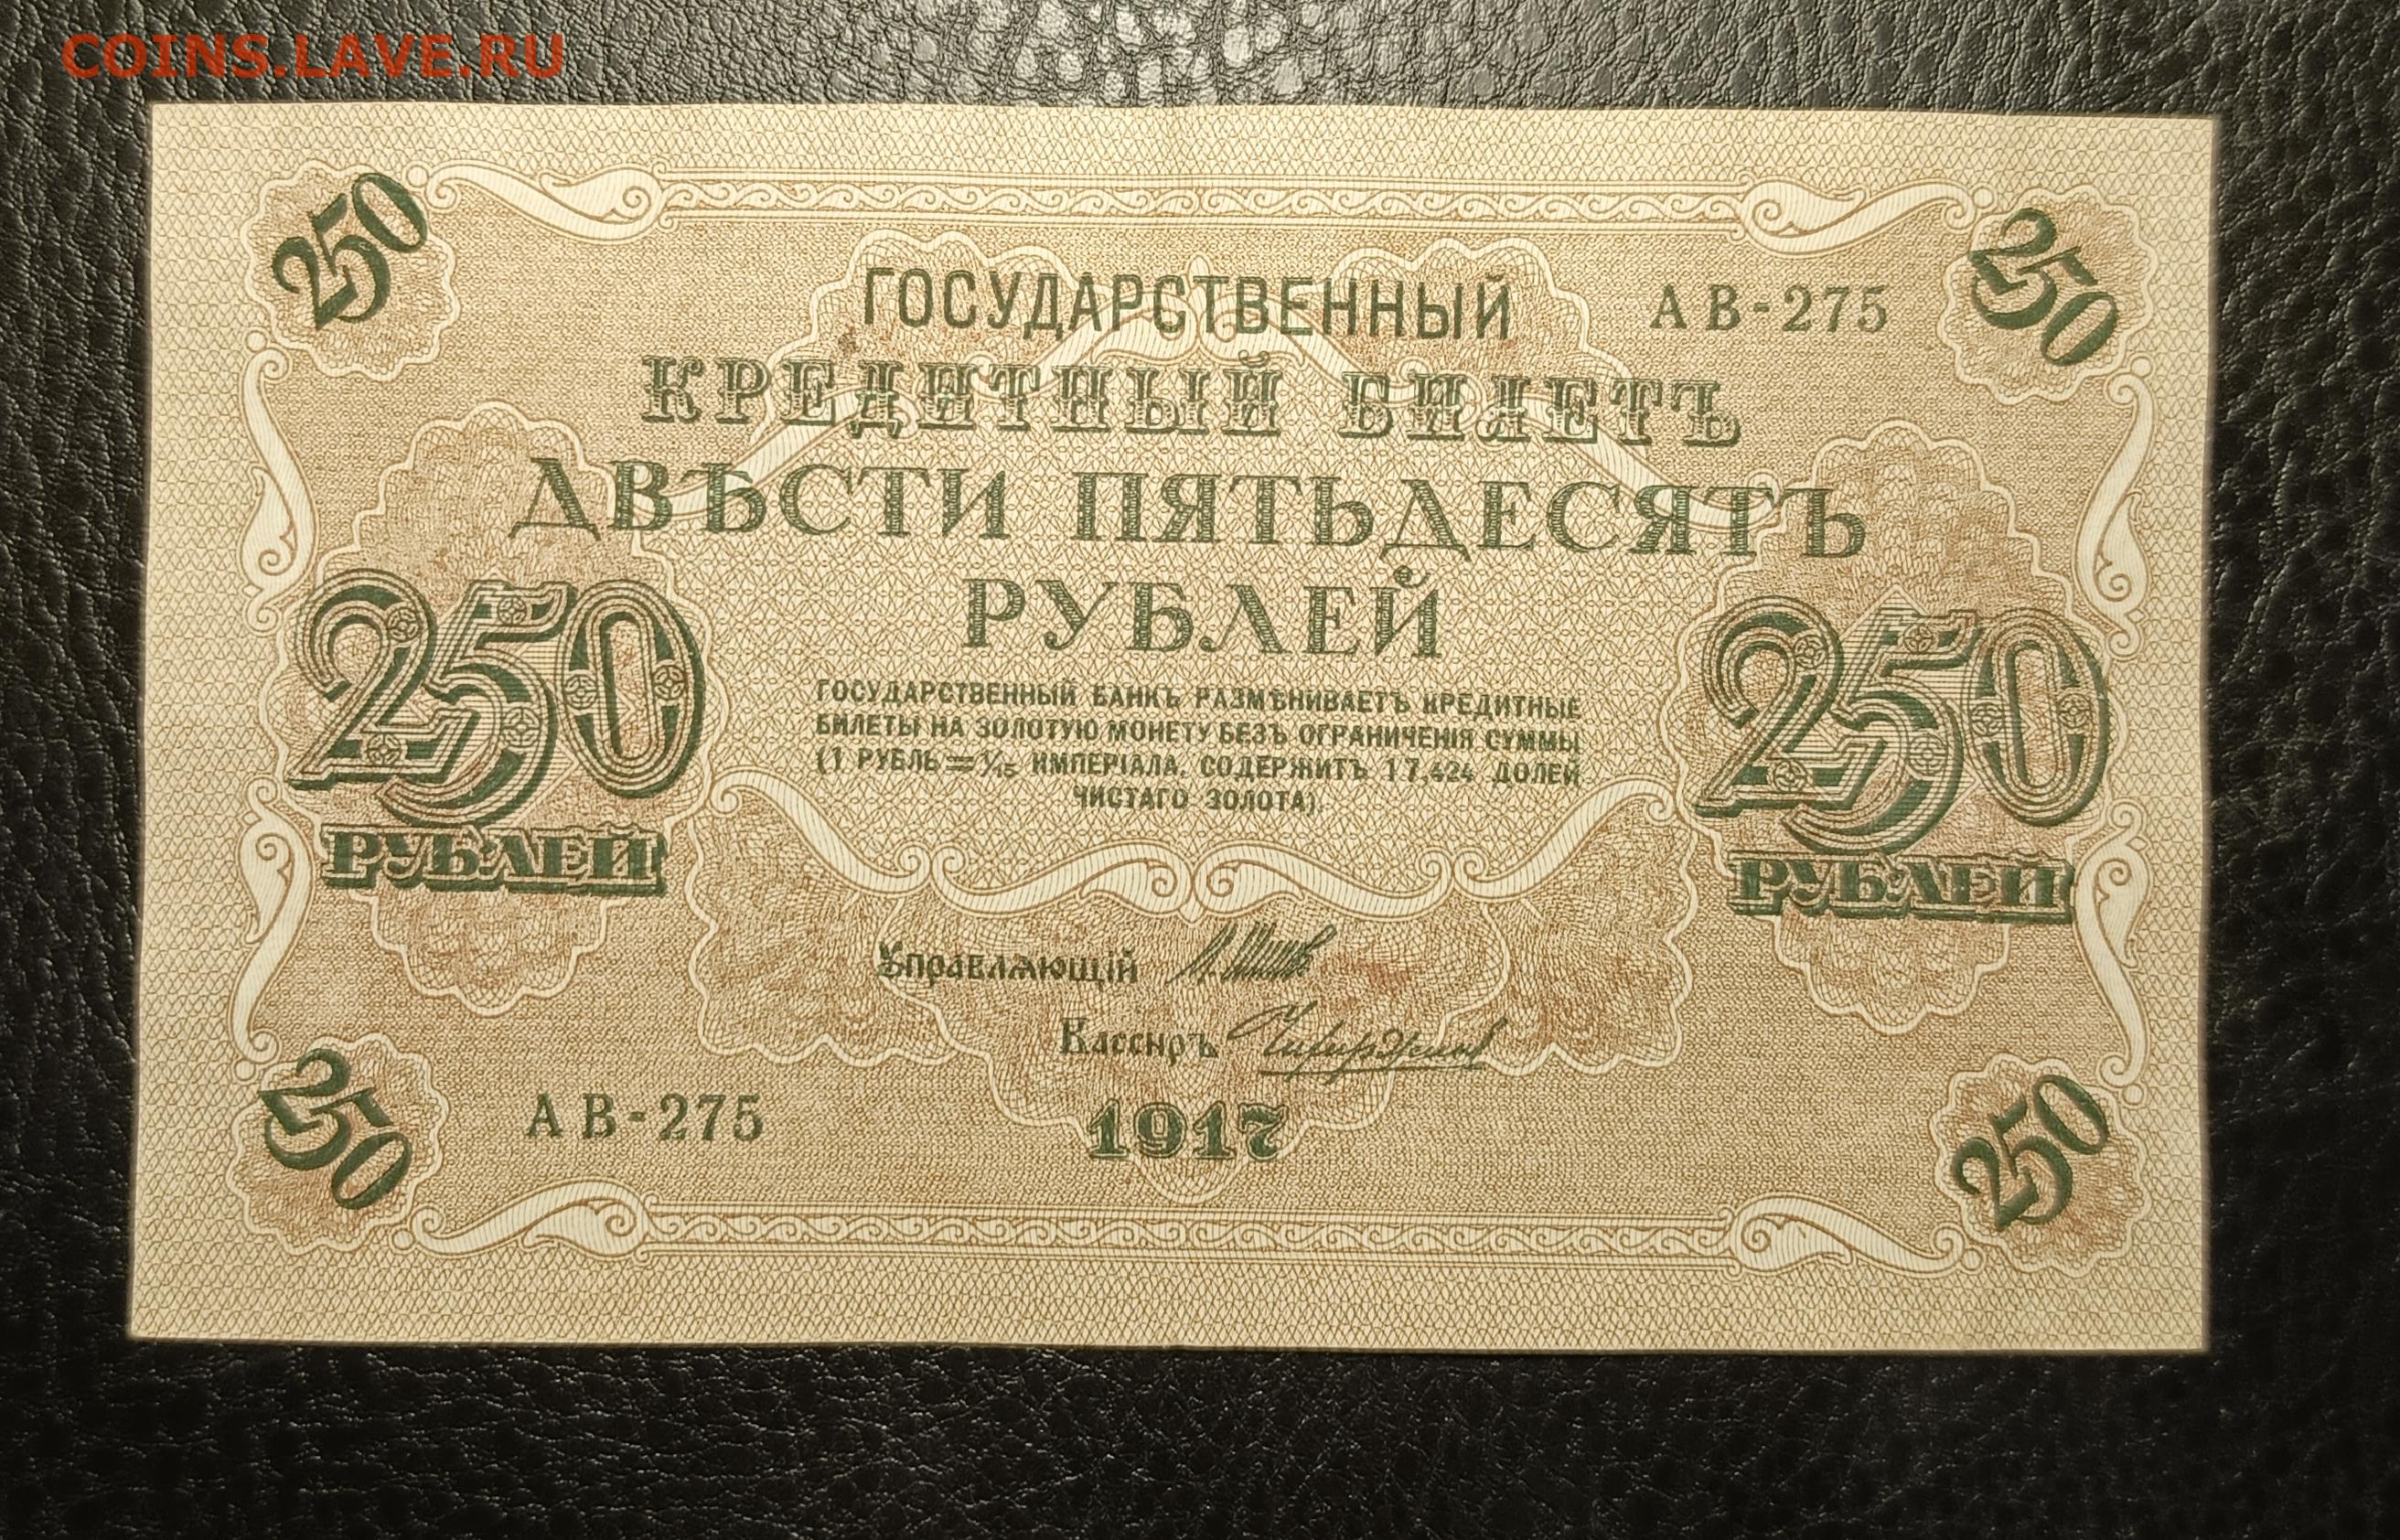 COINS.LAVE.RU
250
250
ГОСУДАРСТВЕННЫЙ
АВ-275
КРЕДИТНЫЙ БИЛЕТЪ
ДВѢСТИ ПЯТЬДЕСЯТЪ
РУБЛЕЙ
250
РУБЛЕЙ
ГОСУДАРСТВЕННЫЙ БАНКЪ РАЗМѢНИВАЕТЪ КРЕДИТНЫЕ
БИЛЕТЫ НА ЗОЛОТУЮ МОНЕТУ БЕЗЪ ОГРАНИЧЕНІЯ СУММЫ
(1 РУБЛЬ = 1/15 ИМПЕРІАЛА, СОДЕРЖИТЪ 17,424 ДОЛЕЙ
ЧИСТАГО ЗОЛОТА).
250
РУБЛЕЙ
Управляющій
Кассиръ
АВ-275
1917
250
250